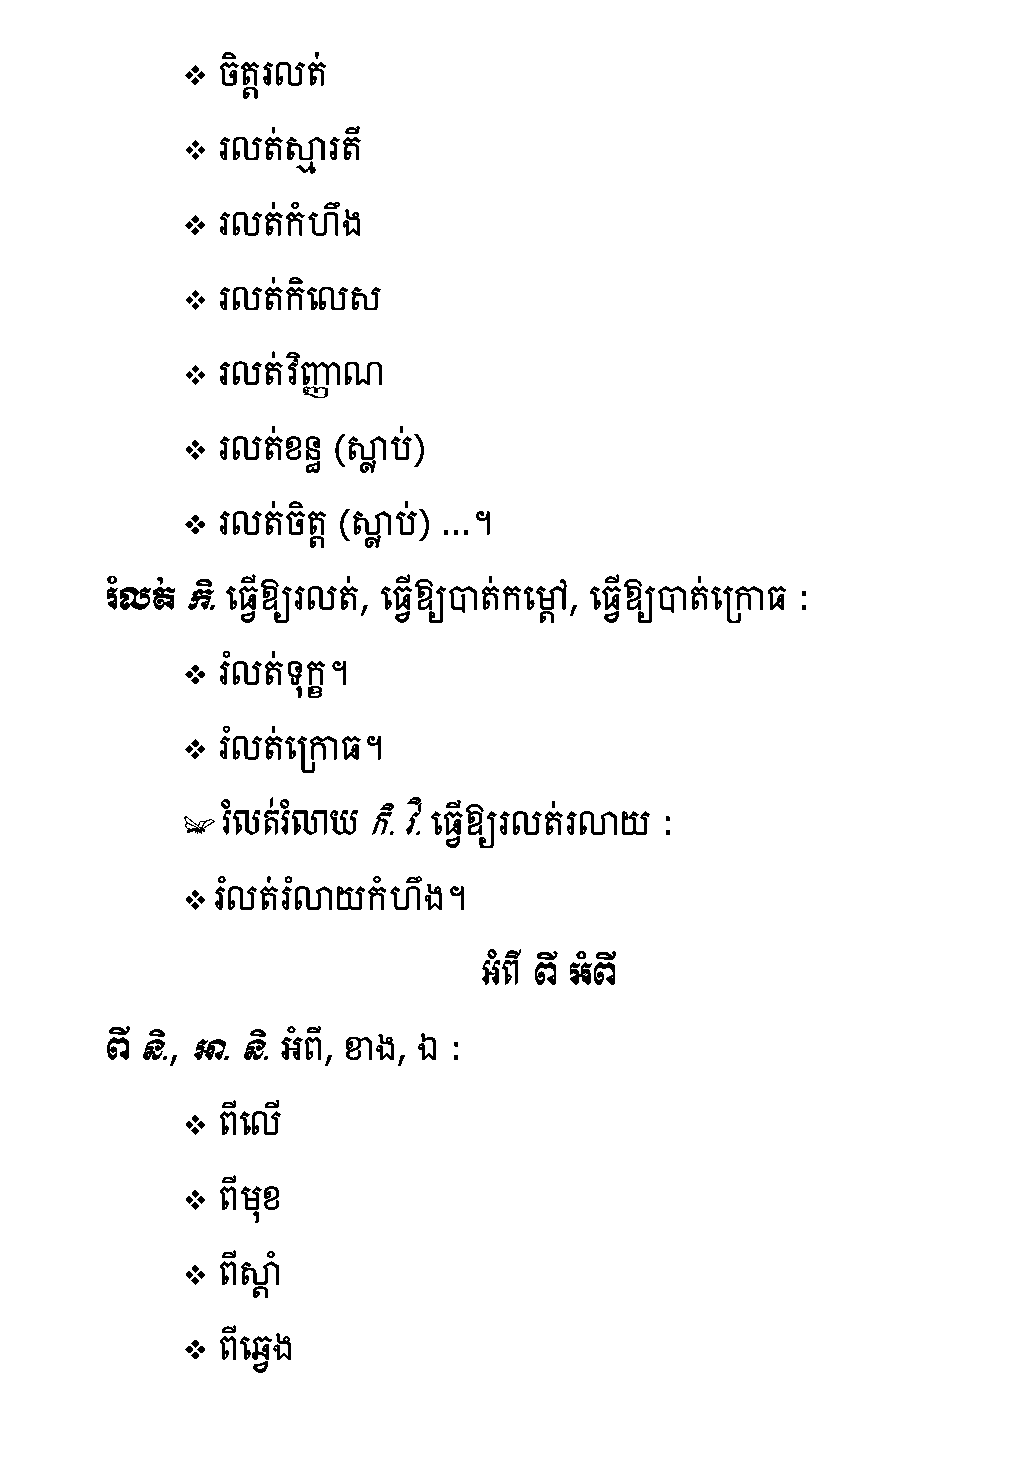 ❖ ចិត្តរលត់
❖ រលត់ស្មារតី
❖ រលត់កំហឹង
❖ រលត់កិលេស
❖ រលត់វិញ្ញាណ
❖ រលត់ខន្ធ (ស្លាប់)
❖ រលត់ចិត្ត (ស្លាប់) ...។
រំលត់ កិ. ធ្វើឱ្យរលត់, ធ្វើឱ្យបាត់កម្ដៅ, ធ្វើឱ្យបាត់ក្រោធ :
❖ រំលត់ទុក្ខ។
❖ រំលត់ក្រោធ។
រំលត់រំលាយ កិ. វិ. ធ្វើឱ្យរលត់រលាយ :
❖ រំលត់រំលាយកំហឹង។
អំពី ពី អំពី
ពី និ., អា. និ. អំពី, ខាង, ឯ :
❖ ពីលើ
❖ ពីមុខ
❖ ពីស្ដាំ
❖ ពីឆ្វេង